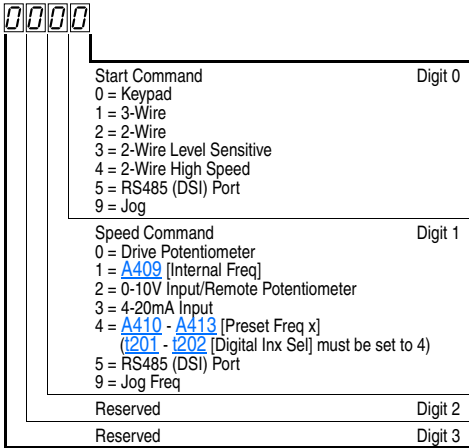 0000
Start Command Digit 0
0 = Keypad
1 = 3-Wire
2 = 2-Wire
3 = 2-Wire Level Sensitive
4 = 2-Wire High Speed
5 = RS485 (DSI) Port
9 = Jog
Speed Command Digit 1
0 = Drive Potentiometer
1 = A409 [Internal Freq]
2 = 0-10V Input/Remote Potentiometer
3 = 4-20mA Input
4 = A410 - A413 [Preset Freq x]
(t201 - t202 [Digital Inx Sel] must be set to 4)
5 = RS485 (DSI) Port
9 = Jog Freq
Reserved Digit 2
Reserved Digit 3